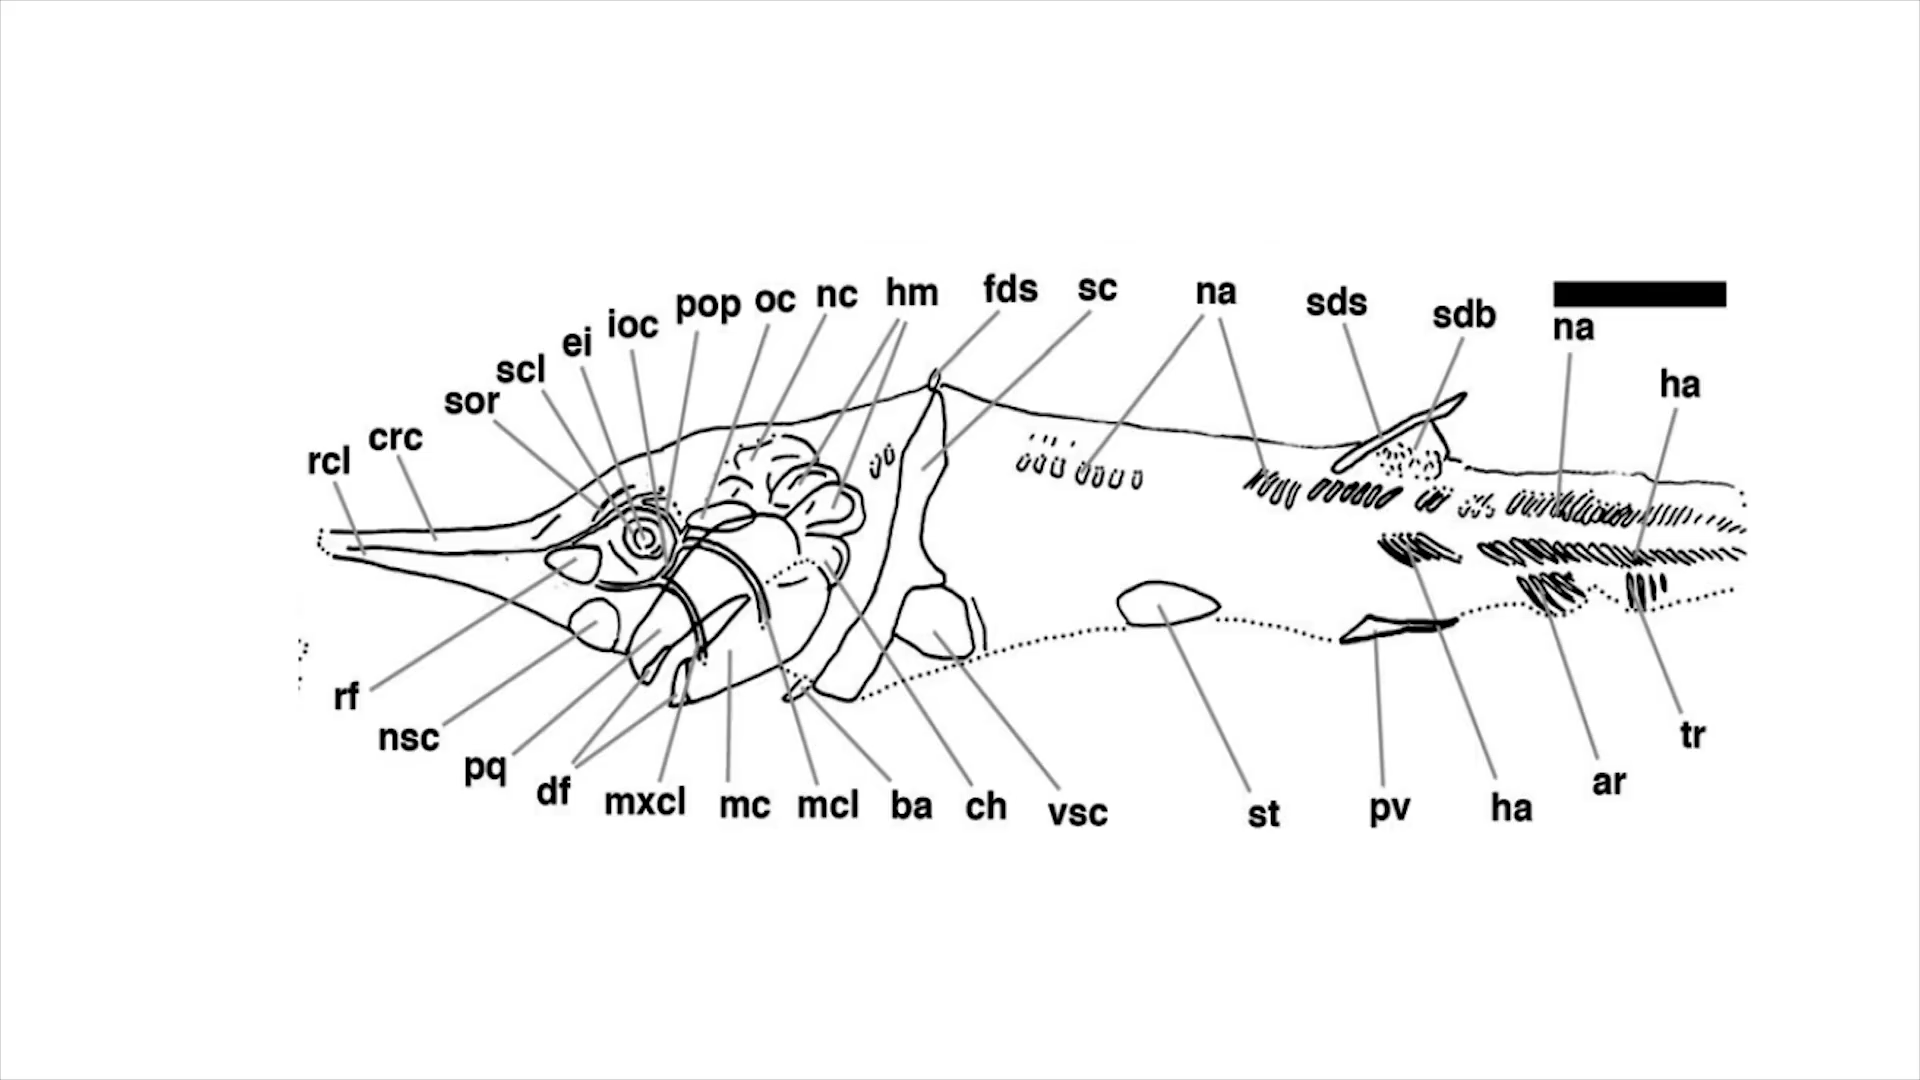 rcl
crc
sor
scl
ei
ioc
pop
oc
nc
hm
fds
sc
na
sds
sdb
na
ha
rf
nsc
pq
df
mxcl
mc
mcl
ba
ch
vsc
st
pv
ha
ar
tr